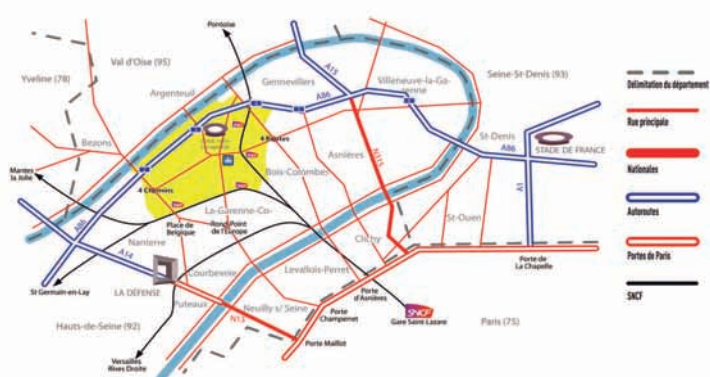 Pontoise
Val d'Oise (95)
Yveline (78)
Argenteuil
Gennevilliers
A15
A86
Villeneuve-la-Ga-
renne
Seine-St-Denis (93)
Bezons
4 Routes
Asnières
N315
St-Denis
A86
STADE DE FRANCE
Mantes
la Jolie
4 Chemins
Bois-Colombes
A1
La-Garenne-Co-
St-Ouen
A86
Place de
Belgique
Rond-Point
de l'Europe
Nanterre
A14
Clichy
Courbevoie
Levallois-Perret
Porte de
La Chapelle
St Germain-en-Lay
LA DÉFENSE
Puteaux
Neuilly s/ Seine
Porte
d'Asnières
Porte
Champerret
SNCF
Gare Saint-Lazare
Hauts-de-Seine (92)
N13
Paris (75)
Porte Maillot
Versailles
Rives Droite
Délimitation du département
Rue principale
Nationales
Autoroutes
Portes de Paris
SNCF